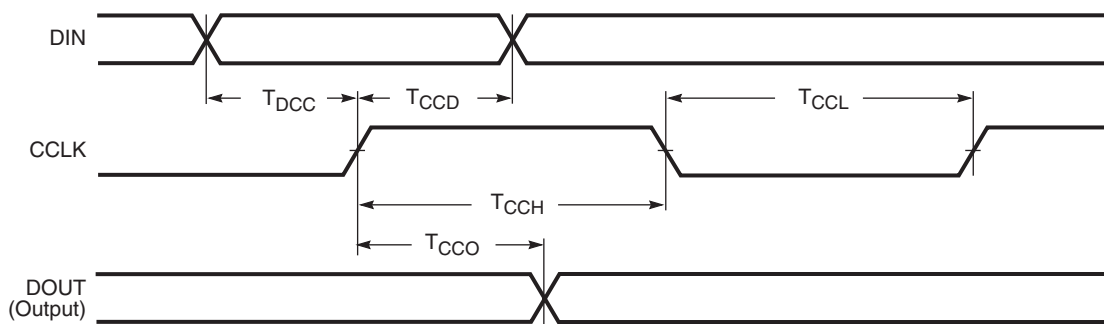 DIN
TDCC
TCCD
TCCL
CCLK
TCCH
TCCO
DOUT
(Output)